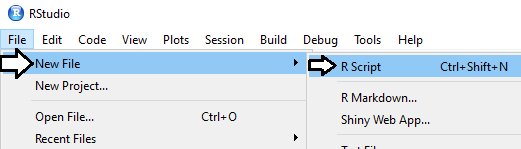 RStudio
File Edit Code View Plots Session Build Debug Tools Help
New File R Script Ctrl+Shift+N
New Project...
R Markdown...
Open File... Ctrl+O Shiny Web App...
Recent Files